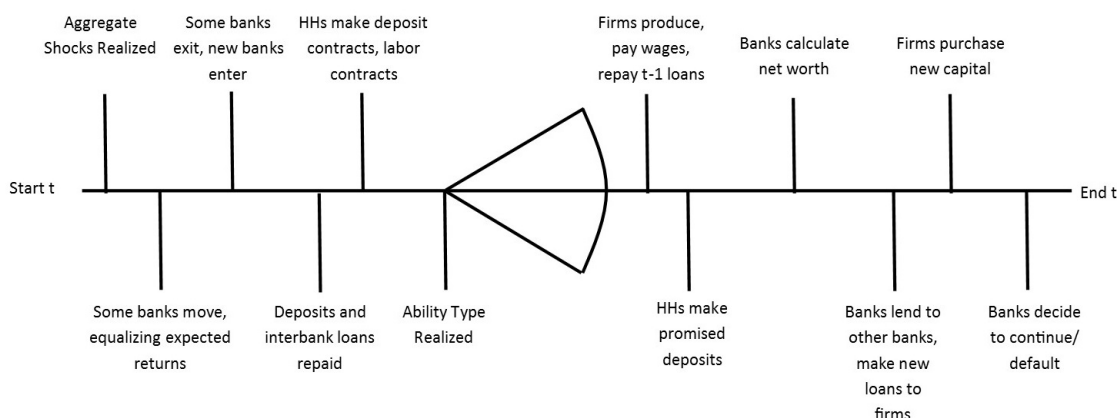 Aggregate
Shocks Realized
Some banks
exit, new banks
enter
HHs make deposit
contracts, labor
contracts
Firms produce,
pay wages,
repay t-1 loans
Banks calculate
net worth
Firms purchase
new capital
Start t
End t
Some banks move,
equalizing expected
returns
Deposits and
interbank loans
repaid
Ability Type
Realized
HHs make
promised
deposits
Banks lend to
other banks,
make new
loans to
firms
Banks decide
to continue/
default